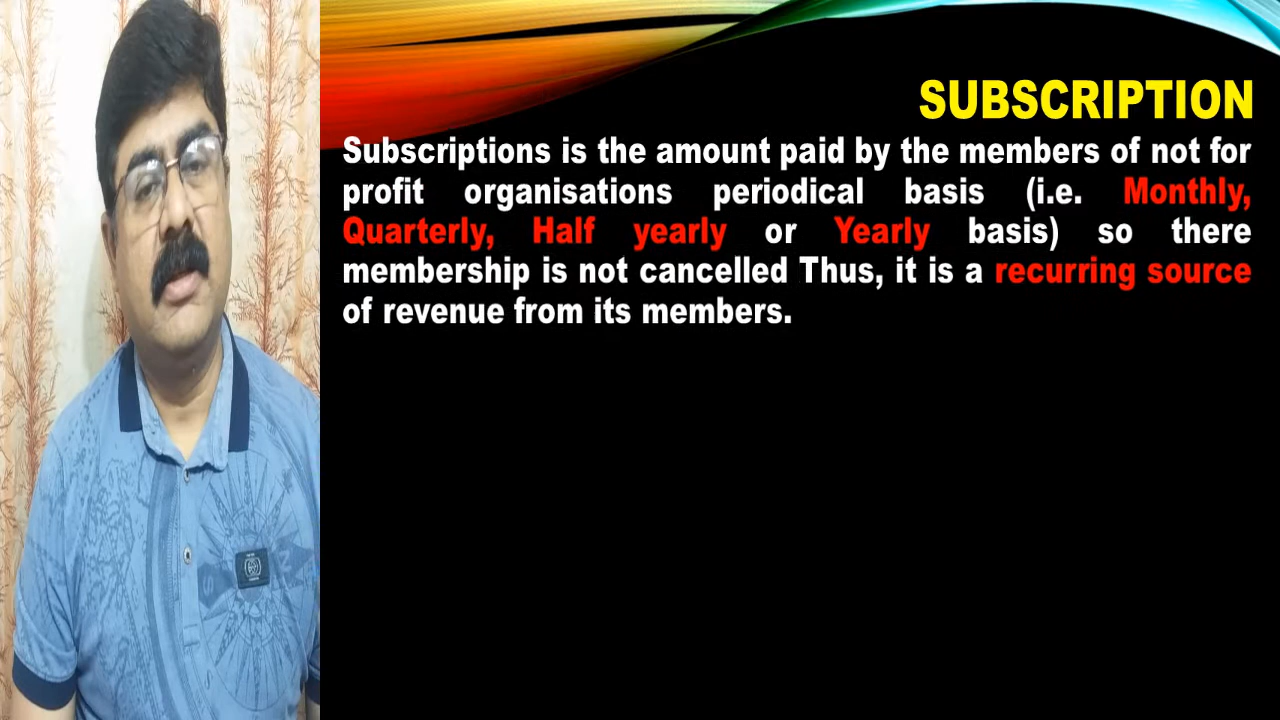 SUBSCRIPTION
Subscriptions is the amount paid by the members of not for
profit organisations periodical basis (i.e. Monthly,
Quarterly, Half yearly or Yearly basis) so there
membership is not cancelled Thus, it is a recurring source
of revenue from its members.